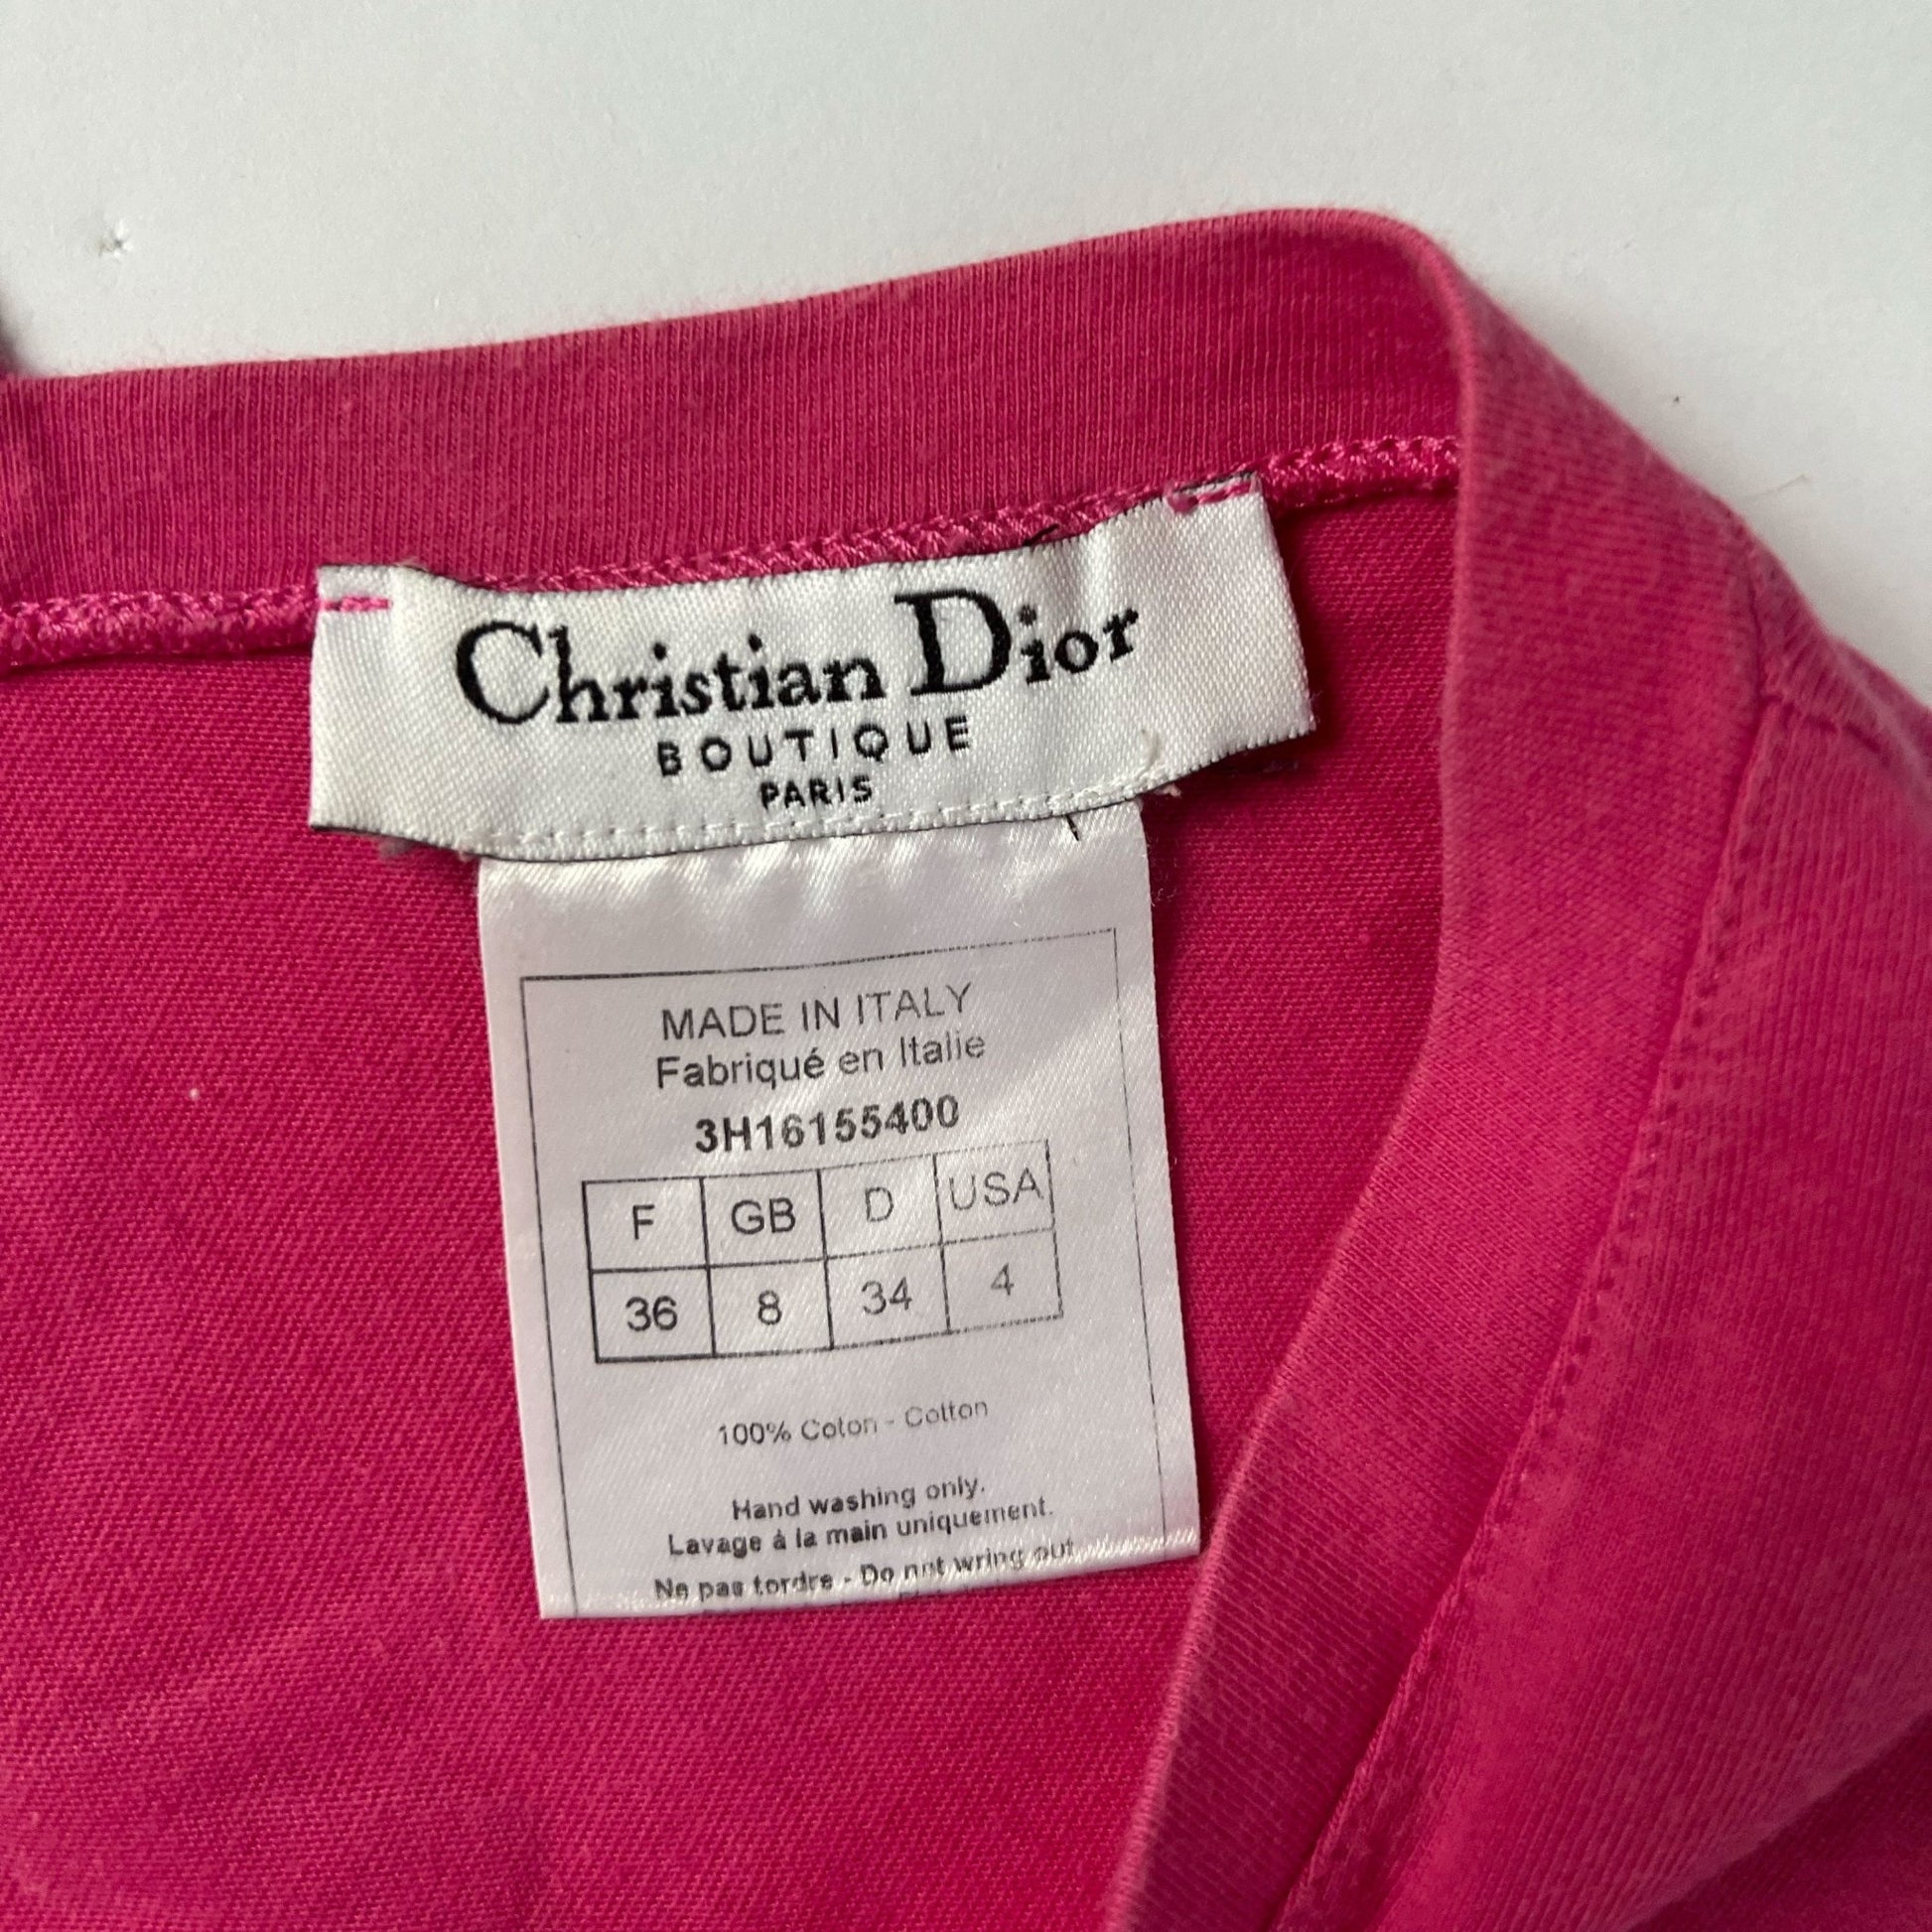 Christian Dior
BOUTIQUE
PARIS
MADE IN ITALY
Fabriqué en Italie
3H16155400
F GB D USA
36 8 34 4
100% Coton - Cotton
Hand washing only.
Lavage à la main uniquement.
Ne pas tordre - Do not wring out